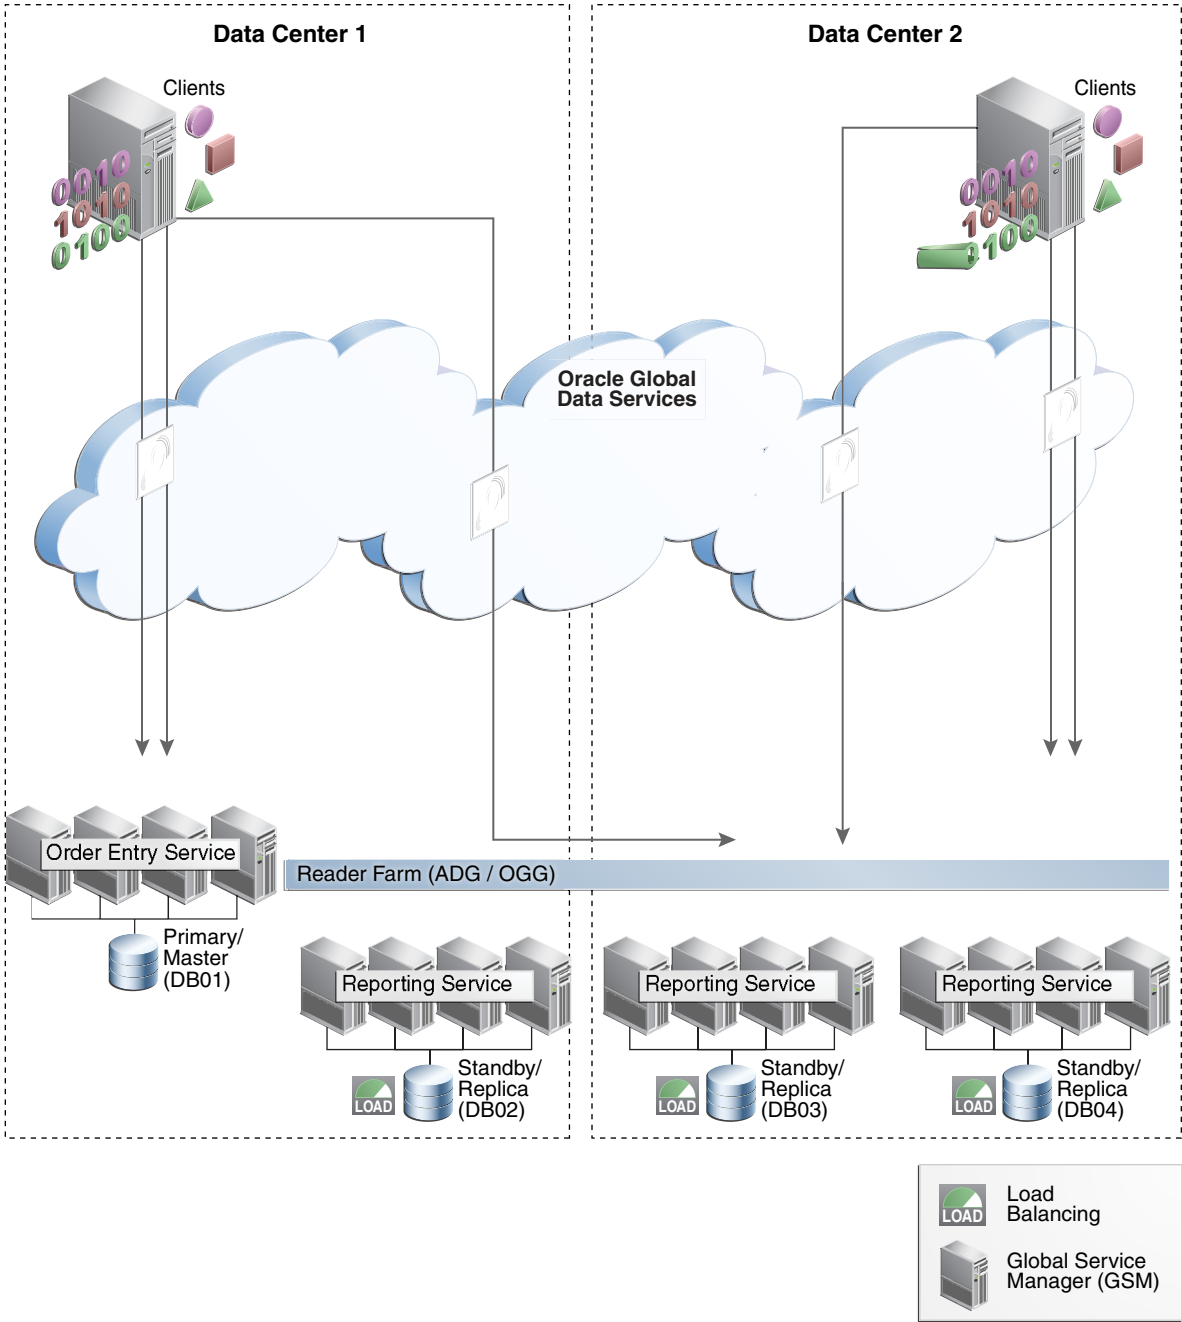 Data Center 1
Data Center 2
Clients
Clients
0010
1010
0100
0010
1010
100
Oracle Global
Data Services
Order Entry Service
Reader Farm (ADG / OGG)
Primary/
Master
(DB01)
Reporting Service
Reporting Service
Reporting Service
LOAD
Standby/
Replica
(DB02)
LOAD
Standby/
Replica
(DB03)
LOAD
Standby/
Replica
(DB04)
LOAD
Load
Balancing
Global Service
Manager (GSM)